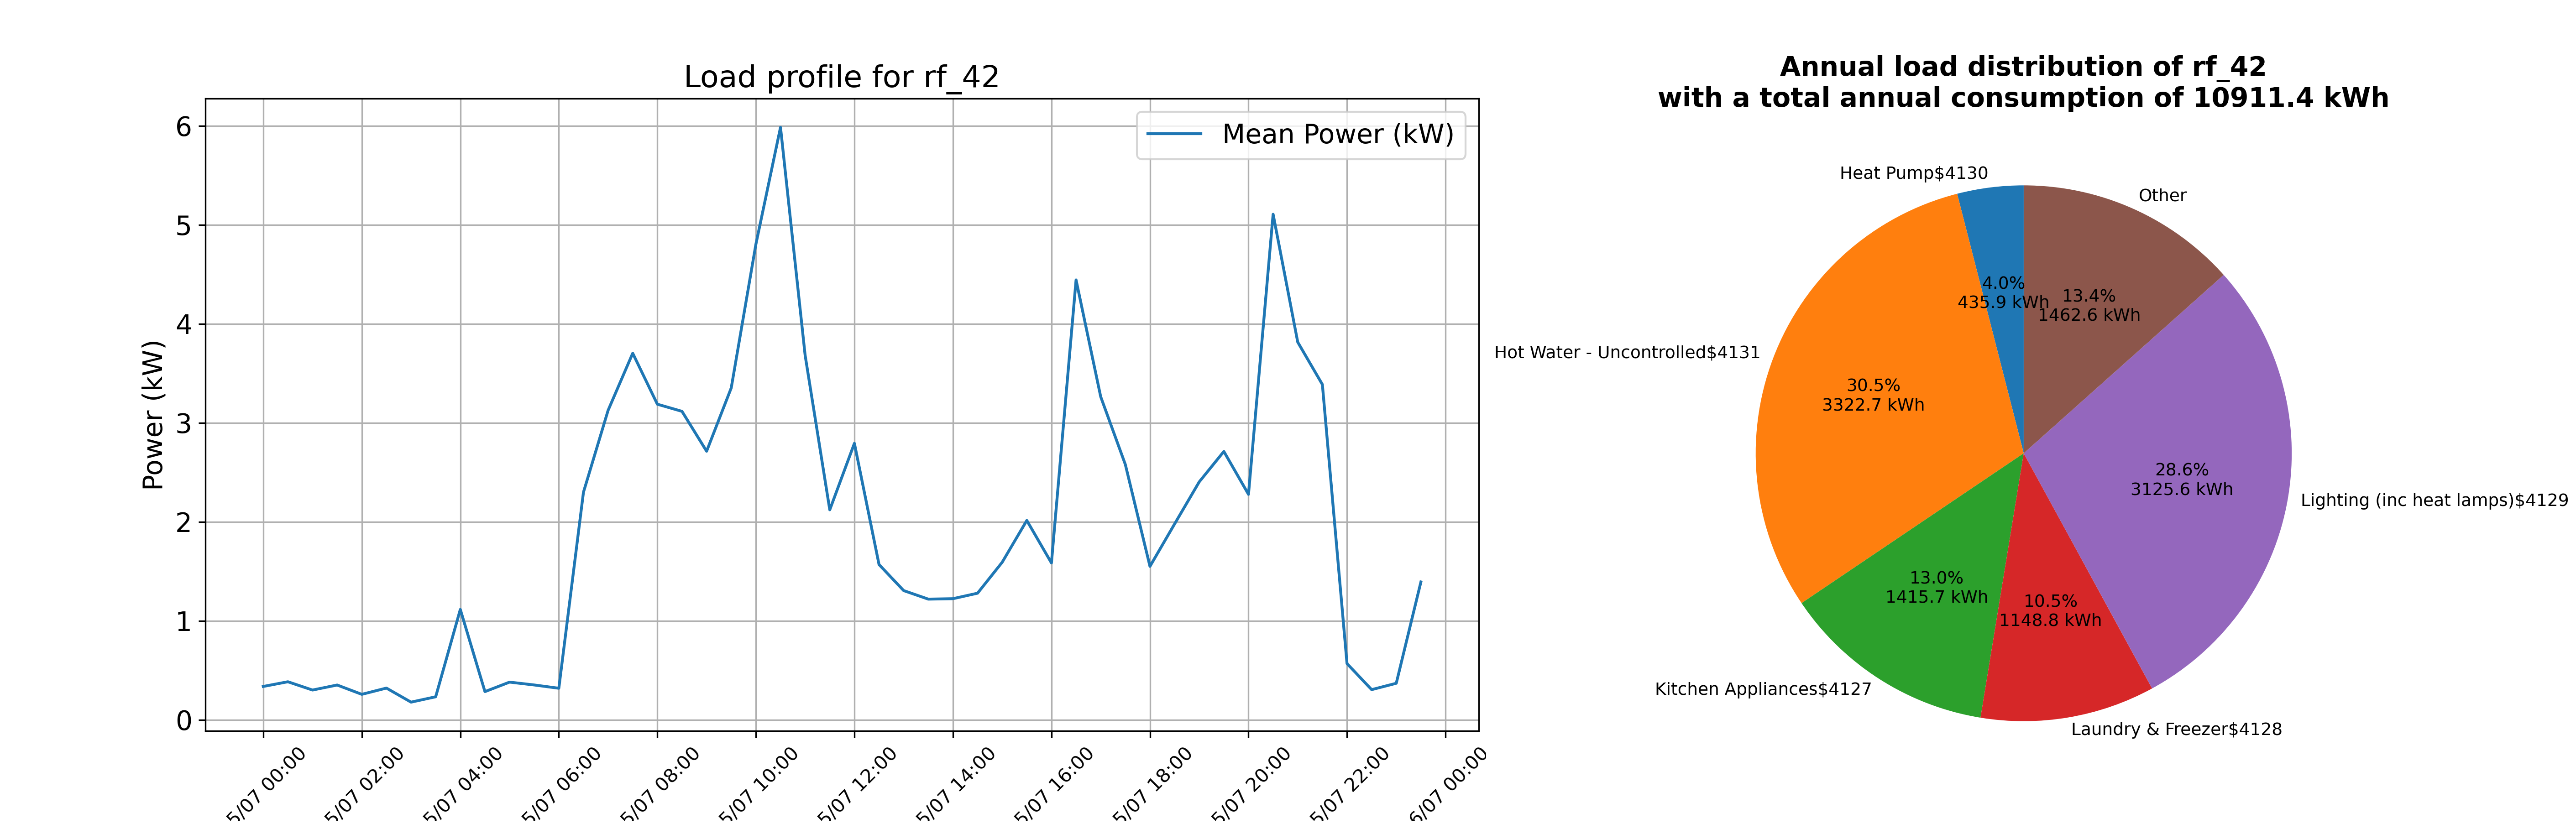 Load profile for rf_42
Mean Power (kW)
Power (kW)
6
5
4
3
2
1
0
5/07 00:00
5/07 02:00
5/07 04:00
5/07 06:00
5/07 08:00
5/07 10:00
5/07 12:00
5/07 14:00
5/07 16:00
5/07 18:00
5/07 20:00
5/07 22:00
6/07 00:00
Annual load distribution of rf_42
with a total annual consumption of 10911.4 kWh
Heat Pump$4130
4.0%
435.9 kWh
Other
13.4%
1462.6 kWh
Hot Water - Uncontrolled$4131
30.5%
3322.7 kWh
28.6%
3125.6 kWh
Lighting (inc heat lamps)$4129
13.0%
1415.7 kWh
10.5%
1148.8 kWh
Kitchen Appliances$4127
Laundry & Freezer$4128